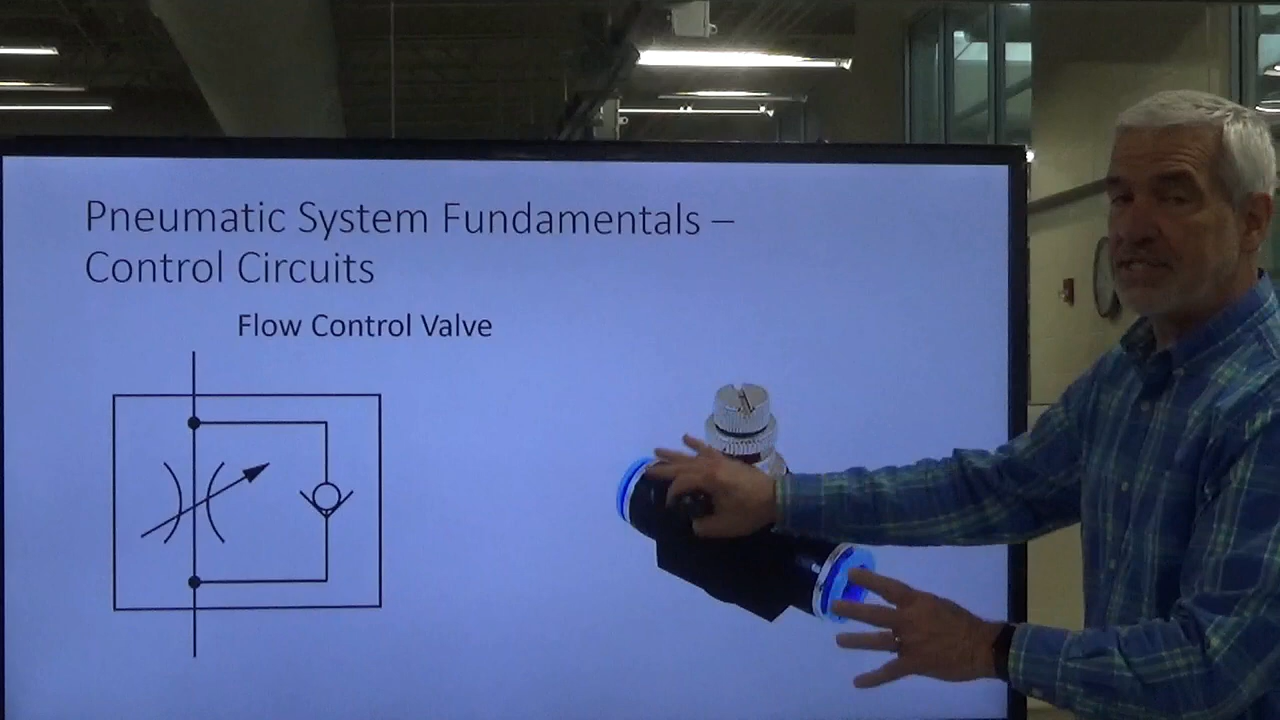 Pneumatic System Fundamentals –
Control Circuits
Flow Control Valve